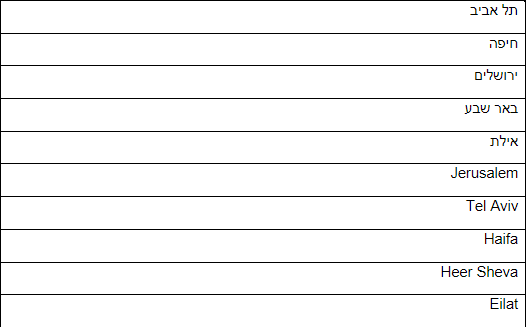 תל אביב
חיפה
ירושלים
באר שבע
אילת
Jerusalem
Tel Aviv
Haifa
Heer Sheva
Eilat